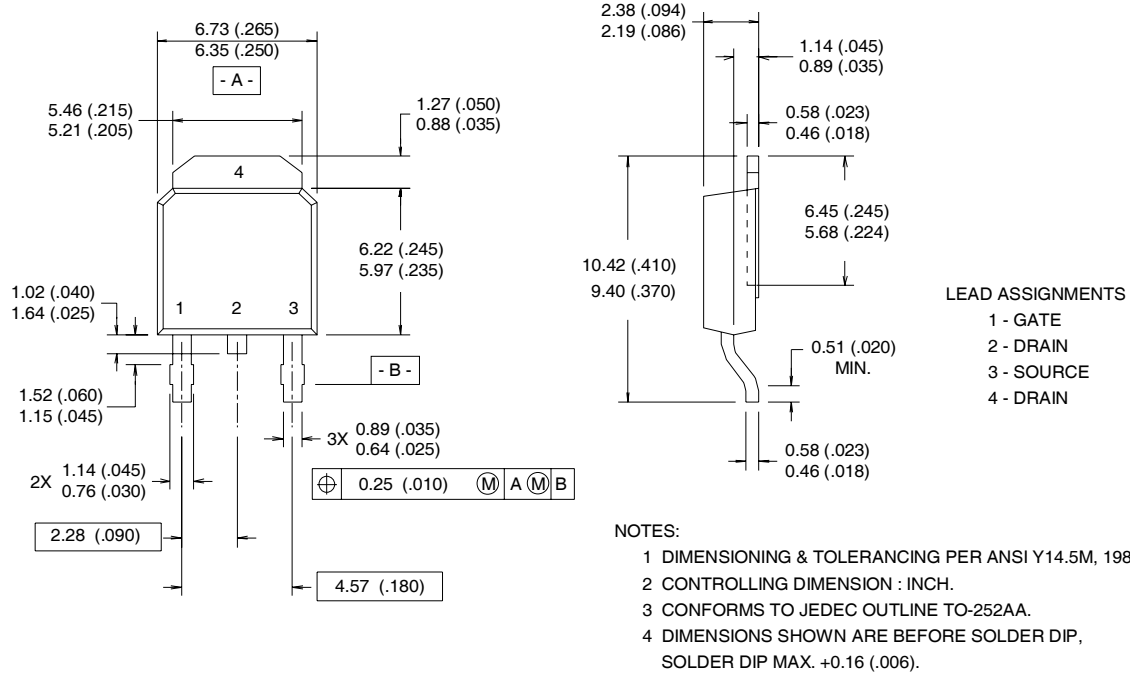 6.73 (.265)
6.35 (.250)
- A -
5.46 (.215)
5.21 (.205)
1.27 (.050)
0.88 (.035)
4
6.22 (.245)
5.97 (.235)
1.02 (.040)
1.64 (.025)
1 2 3
- B -
1.52 (.060)
1.15 (.045)
3X 0.89 (.035)
0.64 (.025)
2X 1.14 (.045)
0.76 (.030)
⌖ 0.25 (.010) Ⓜ A Ⓜ B
2.28 (.090)
4.57 (.180)
2.38 (.094)
2.19 (.086)
1.14 (.045)
0.89 (.035)
0.58 (.023)
0.46 (.018)
6.45 (.245)
5.68 (.224)
10.42 (.410)
9.40 (.370)
0.51 (.020)
MIN.
0.58 (.023)
0.46 (.018)
LEAD ASSIGNMENTS
1 - GATE
2 - DRAIN
3 - SOURCE
4 - DRAIN
NOTES:
1 DIMENSIONING & TOLERANCING PER ANSI Y14.5M, 198
2 CONTROLLING DIMENSION : INCH.
3 CONFORMS TO JEDEC OUTLINE TO-252AA.
4 DIMENSIONS SHOWN ARE BEFORE SOLDER DIP,
SOLDER DIP MAX. +0.16 (.006).